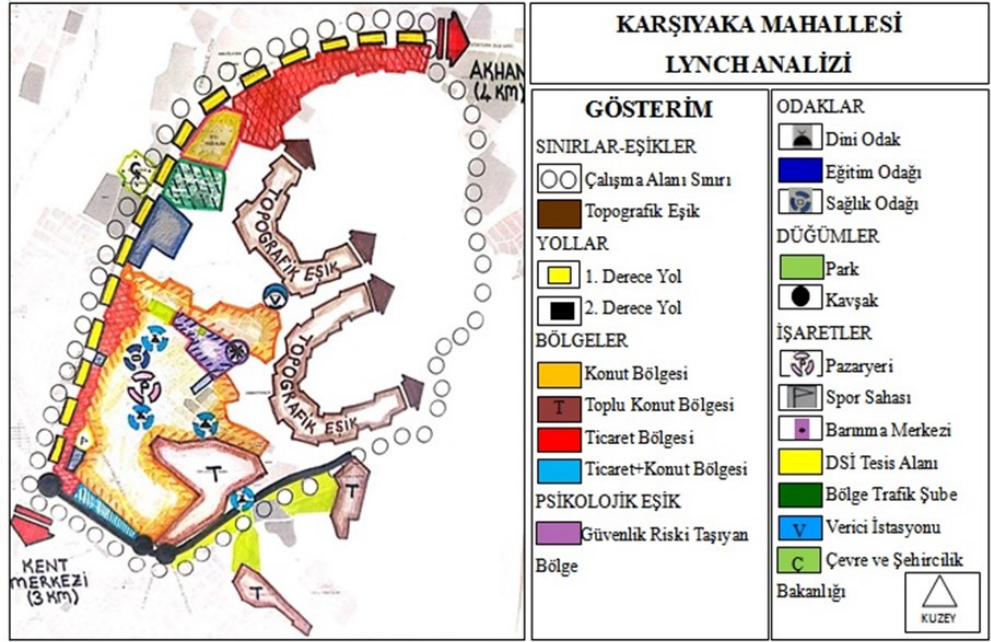 AKHAN
(4 KM)
TOPOGRAFİK EŞİK
TOPOGRAFİK EŞİK
P
T
T
T
KENT
MERKEZİ
(3 KM)
KARŞIYAKA MAHALLESİ
LYNCH ANALİZİ
GÖSTERİM
SINIRLAR-EŞİKLER
Çalışma Alanı Sınırı
Topografik Eşik
YOLLAR
1. Derece Yol
2. Derece Yol
BÖLGELER
Konut Bölgesi
T Toplu Konut Bölgesi
Ticaret Bölgesi
Ticaret+Konut Bölgesi
PSİKOLOJİK EŞİK
Güvenlik Riski Taşıyan
Bölge
ODAKLAR
Dini Odak
Eğitim Odağı
Sağlık Odağı
DÜĞÜMLER
Park
Kavşak
İŞARETLER
P Pazaryeri
Spor Sahası
Barınma Merkezi
DSİ Tesis Alanı
Bölge Trafik Şube
V Verici İstasyonu
Ç Çevre ve Şehircilik
Bakanlığı
KUZEY